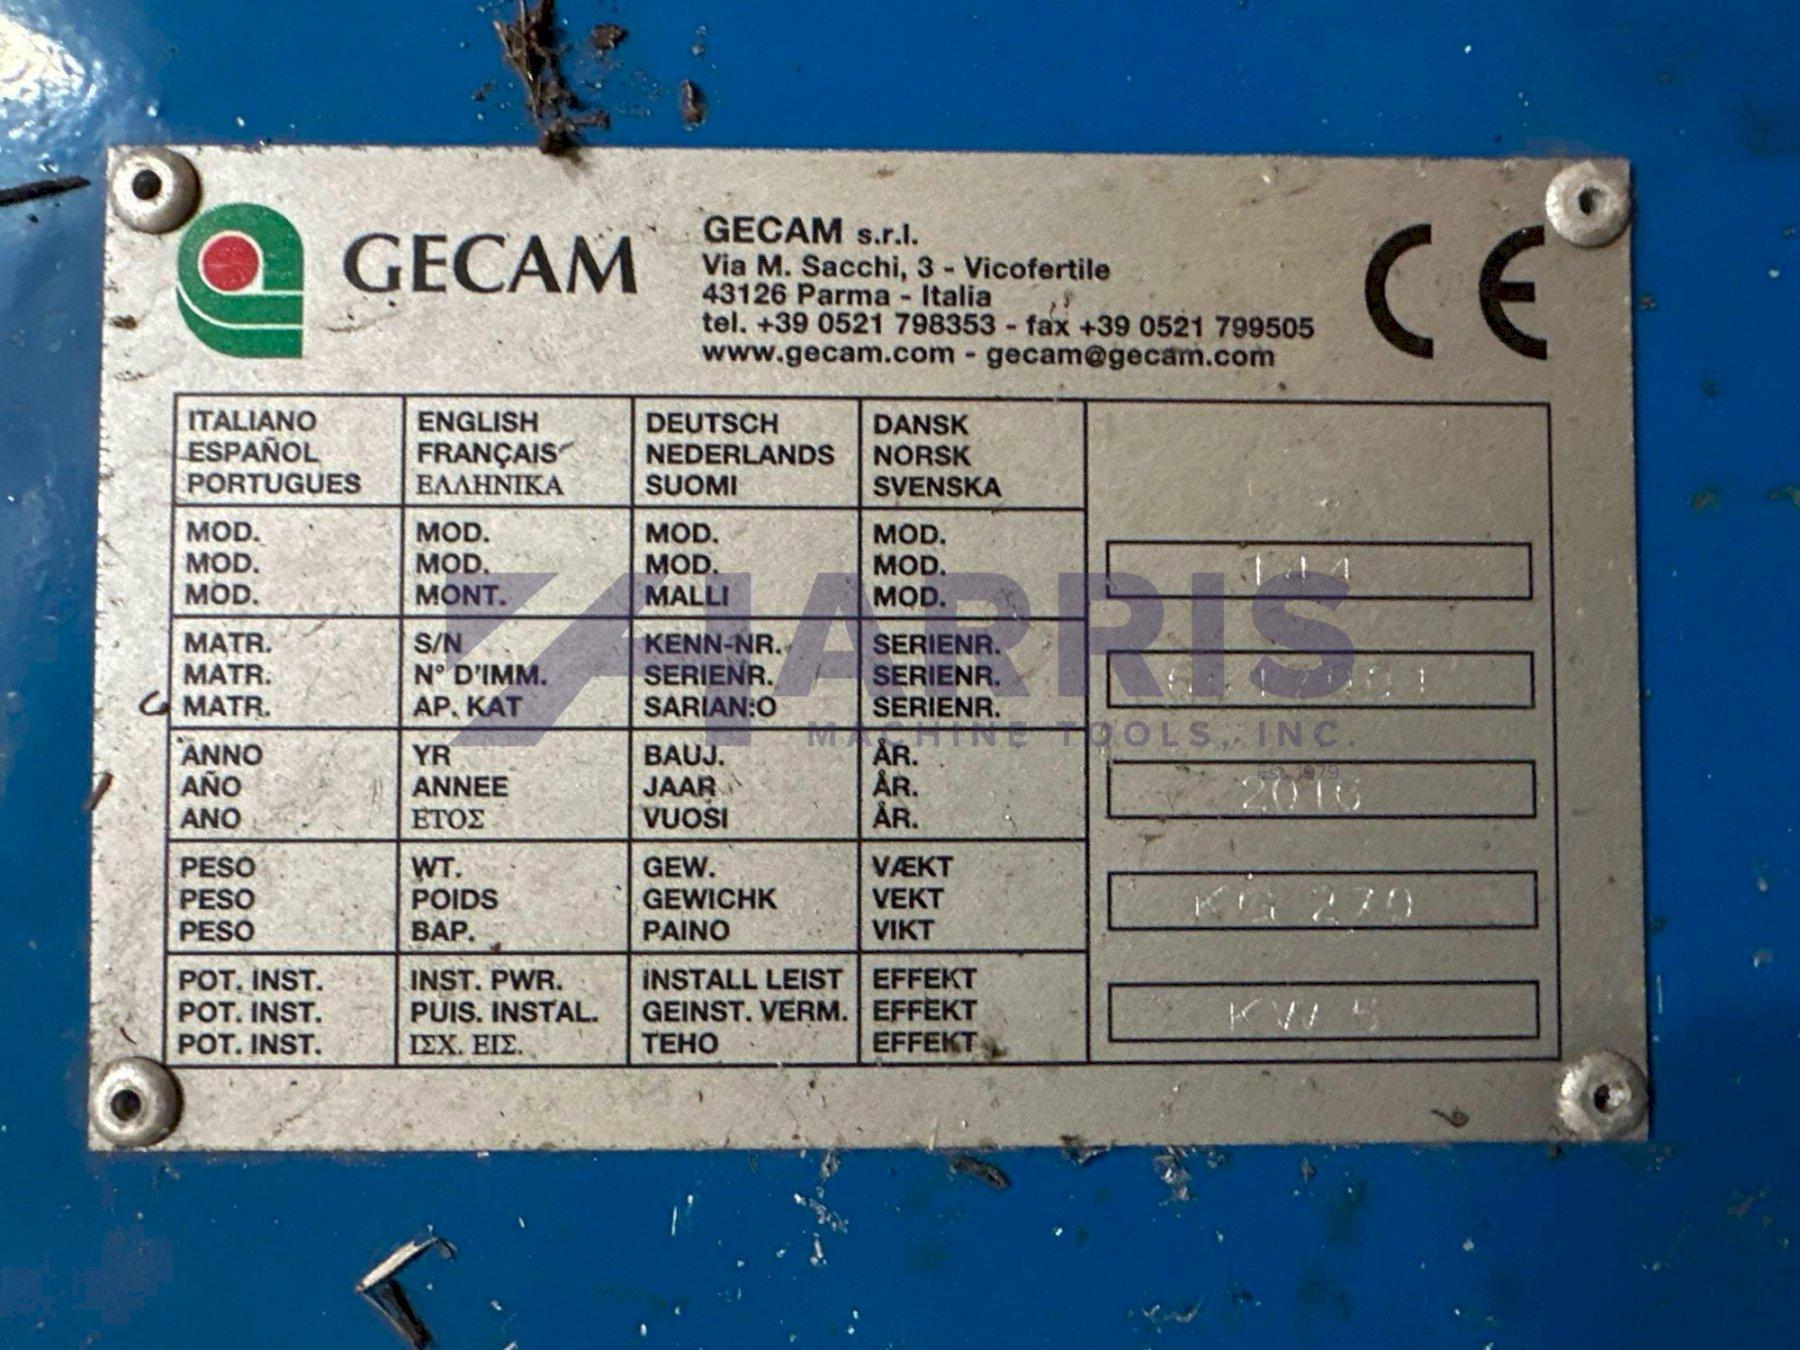 GECAM
GECAM s.r.l.
Via M. Sacchi, 3 - Vicofertile
43126 Parma - Italia
tel. +39 0521 798353 - fax +39 0521 799505
www.gecam.com - gecam@gecam.com
CE
ITALIANO ENGLISH DEUTSCH DANSK
ESPAÑOL FRANÇAIS NEDERLANDS NORSK
PORTUGUES ΕΛΛΗΝΙΚΑ SUOMI SVENSKA
MOD. MOD. MOD. MOD.
MOD. MOD. MOD. MOD.
MOD. MONT. MALLI MOD.
HARRIS
MATR. S/N KENN-NR. SERIENR.
MATR. N° D'IMM. SERIENR. SERIENR.
MATR. AP. KAT SARIAN:O SERIENR.
MACHINE TOOLS, INC.
EST. 1979
ANNO YR BAUJ. ÅR.
AÑO ANNEE JAAR ÅR. 2016
ANO ΕΤΟΣ VUOSI ÅR.
PESO WT. GEW. VÆKT
PESO POIDS GEWICHK VEKT KG 270
PESO BAP. PAINO VIKT
POT. INST. INST. PWR. INSTALL LEIST EFFEKT
POT. INST. PUIS. INSTAL. GEINST. VERM. EFFEKT KW 5
POT. INST. ΙΣΧ. ΕΙΣ. TEHO EFFEKT